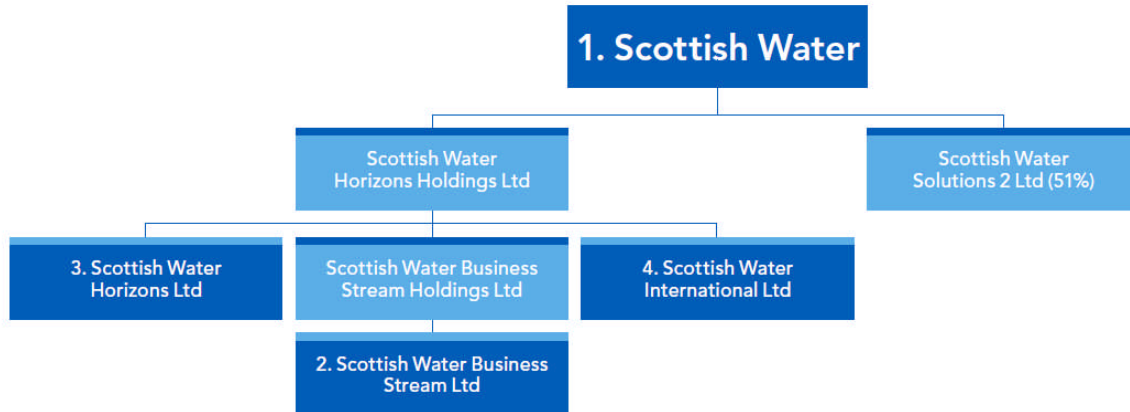 1. Scottish Water
Scottish Water
Horizons Holdings Ltd
Scottish Water
Solutions 2 Ltd (51%)
3. Scottish Water
Horizons Ltd
Scottish Water Business
Stream Holdings Ltd
4. Scottish Water
International Ltd
2. Scottish Water Business
Stream Ltd